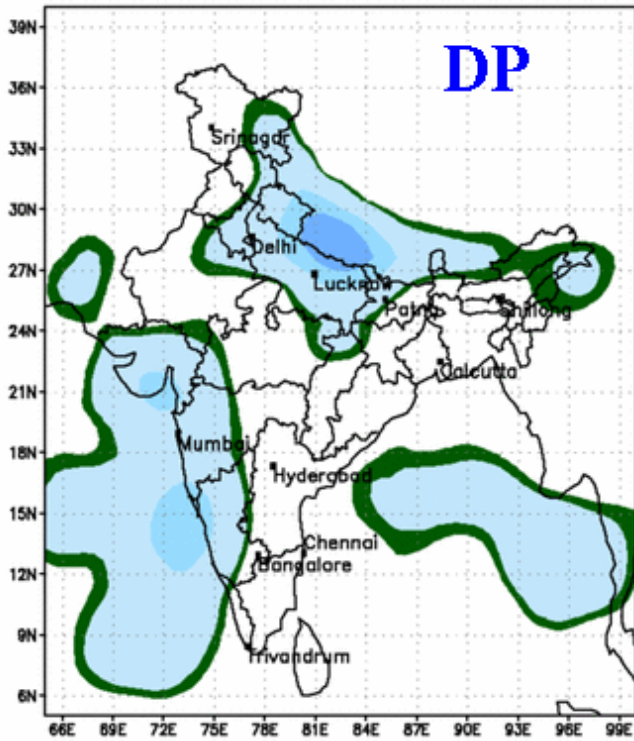 39N
DP
36N
Srinagar
33N
30N
Delhi
27N
Lucknow
Patna
Shillong
24N
Calcutta
21N
Mumbai
18N
Hyderabad
15N
Chennai
Bangalore
12N
9N
Trivandrum
6N
66E 69E 72E 75E 78E 81E 84E 87E 90E 93E 96E 99E